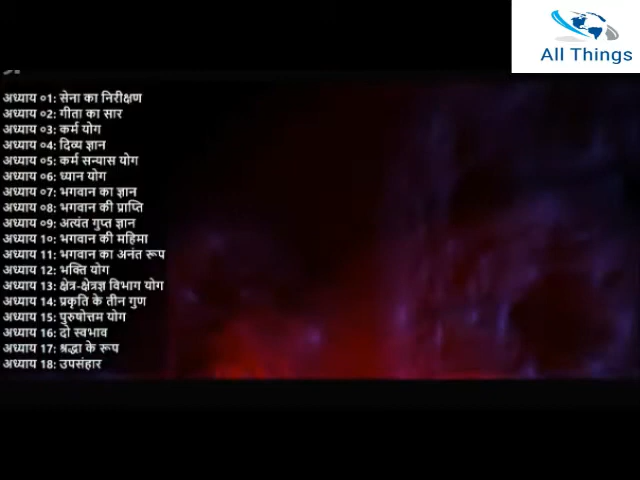 All Things
अध्याय ०1: सेना का निरीक्षण
अध्याय ०2: गीता का सार
अध्याय ०3: कर्म योग
अध्याय ०4: दिव्य ज्ञान
अध्याय ०5: कर्म सन्यास योग
अध्याय ०6: ध्यान योग
अध्याय ०7: भगवान का ज्ञान
अध्याय ०8: भगवान की प्राप्ति
अध्याय ०9: अत्यंत गुप्त ज्ञान
अध्याय 1०: भगवान की महिमा
अध्याय 11: भगवान का अनंत रूप
अध्याय 12: भक्ति योग
अध्याय 13: क्षेत्र-क्षेत्रज्ञ विभाग योग
अध्याय 14: प्रकृति के तीन गुण
अध्याय 15: पुरुषोत्तम योग
अध्याय 16: दो स्वभाव
अध्याय 17: श्रद्धा के रूप
अध्याय 18: उपसंहार